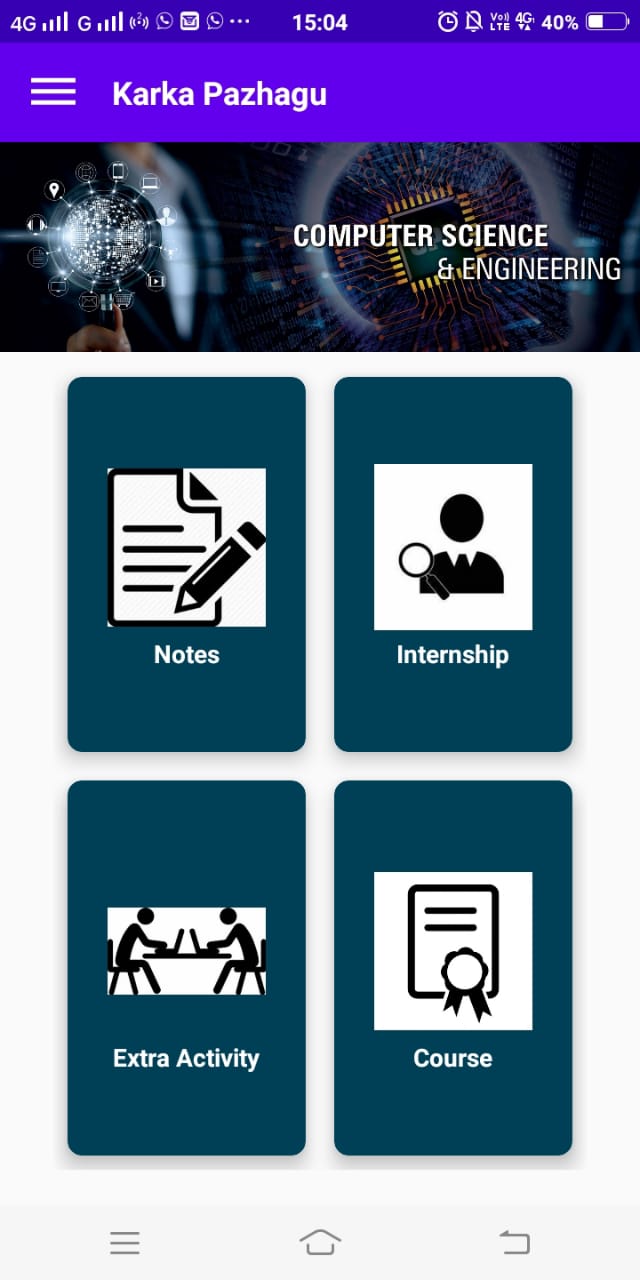 4G G 15:04 Vo)) LTE 4G 40%
Karka Pazhagu
COMPUTER SCIENCE
& ENGINEERING
Notes
Internship
Extra Activity
Course